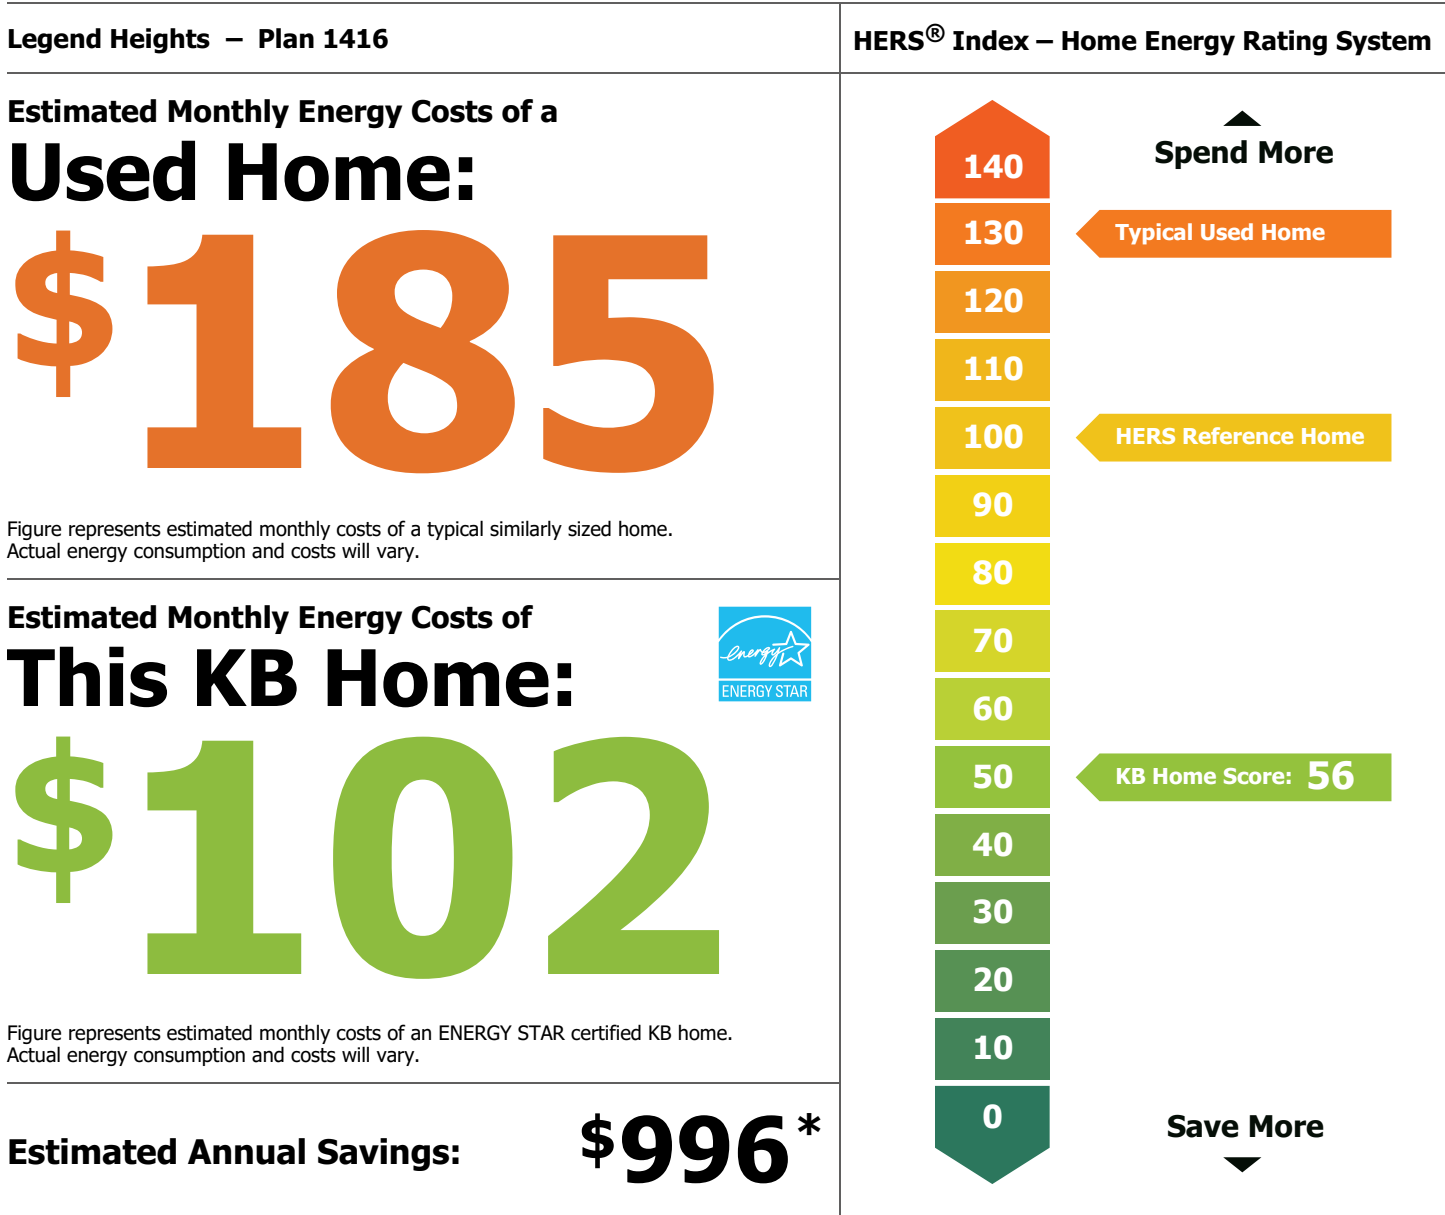 Legend Heights – Plan 1416
Estimated Monthly Energy Costs of a
Used Home:
$185
Figure represents estimated monthly costs of a typical similarly sized home.
Actual energy consumption and costs will vary.
Estimated Monthly Energy Costs of
This KB Home:
energy
ENERGY STAR
$102
Figure represents estimated monthly costs of an ENERGY STAR certified KB home.
Actual energy consumption and costs will vary.
Estimated Annual Savings: $996*
HERS® Index – Home Energy Rating System
Spend More
140
130 Typical Used Home
120
110
100 HERS Reference Home
90
80
70
60
50 KB Home Score: 56
40
30
20
10
0
Save More